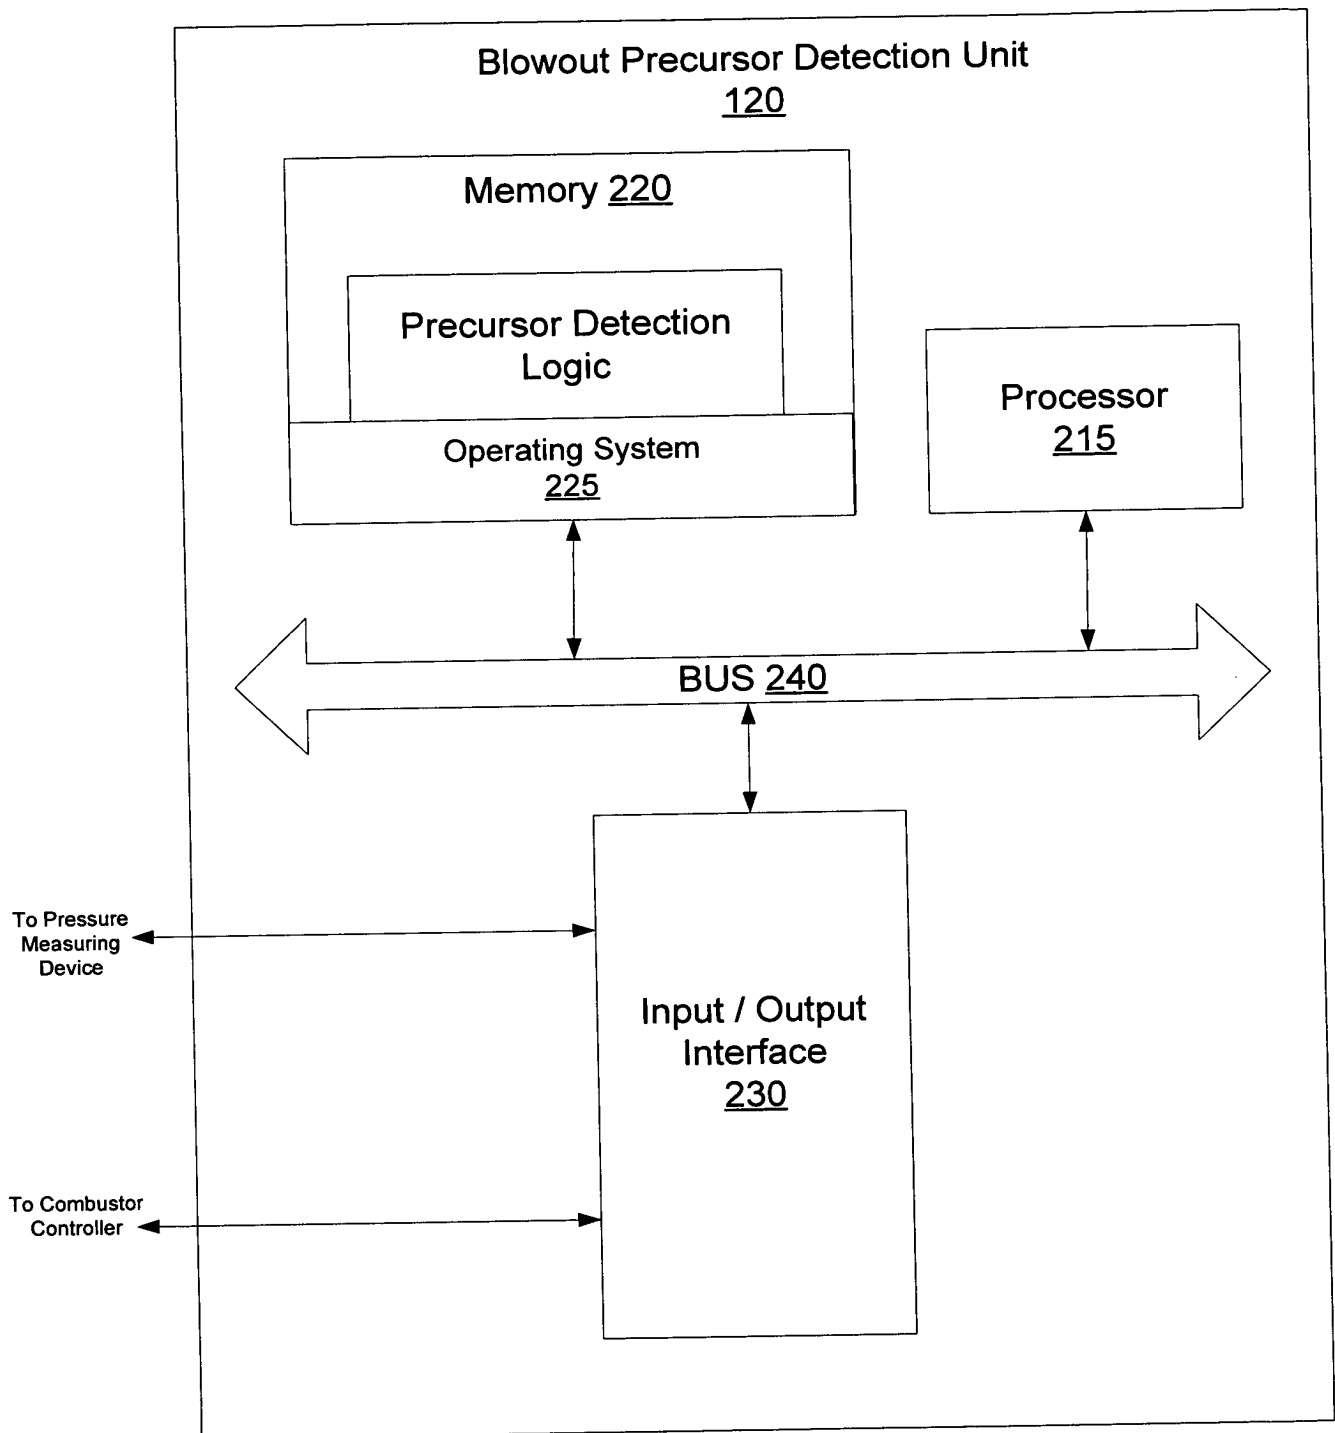 Blowout Precursor Detection Unit
120
Memory 220
Precursor Detection
Logic
Operating System
225
Processor
215
BUS 240
To Pressure
Measuring
Device
Input / Output
Interface
230
To Combustor
Controller